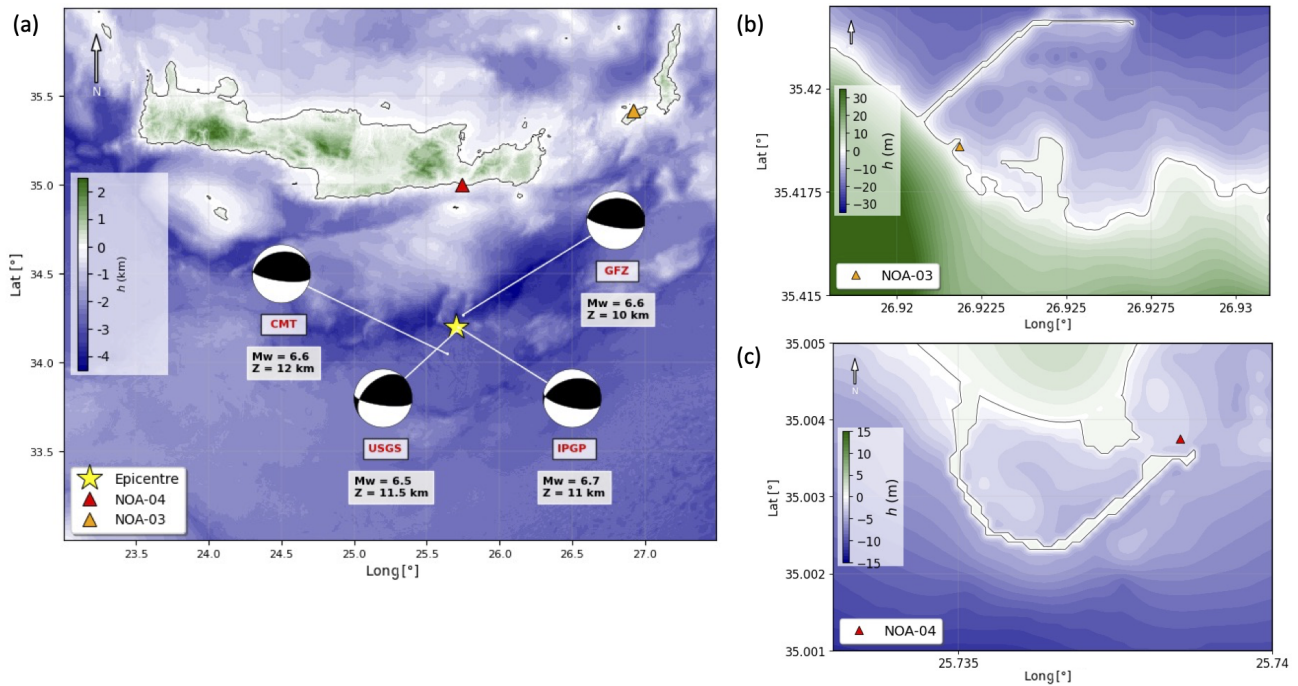 (a)
N
35.5
35.0
34.5
34.0
33.5
Lat [°]
2
1
0
-1
-2
-3
-4
h (km)
GFZ
Mw = 6.6
Z = 10 km
CMT
Mw = 6.6
Z = 12 km
USGS
Mw = 6.5
Z = 11.5 km
IPGP
Mw = 6.7
Z = 11 km
Epicentre
NOA-04
NOA-03
23.5 24.0 24.5 25.0 25.5 26.0 26.5 27.0
Long[°]
(b)
N
35.42
35.4175
35.415
Lat [°]
30
20
10
0
−10
−20
−30
h (m)
NOA-03
26.92 26.9225 26.925 26.9275 26.93
Long[°]
(c)
N
35.005
35.004
35.003
35.002
35.001
Lat [°]
15
10
5
0
−5
−10
−15
h (m)
NOA-04
25.735 25.74
Long[°]